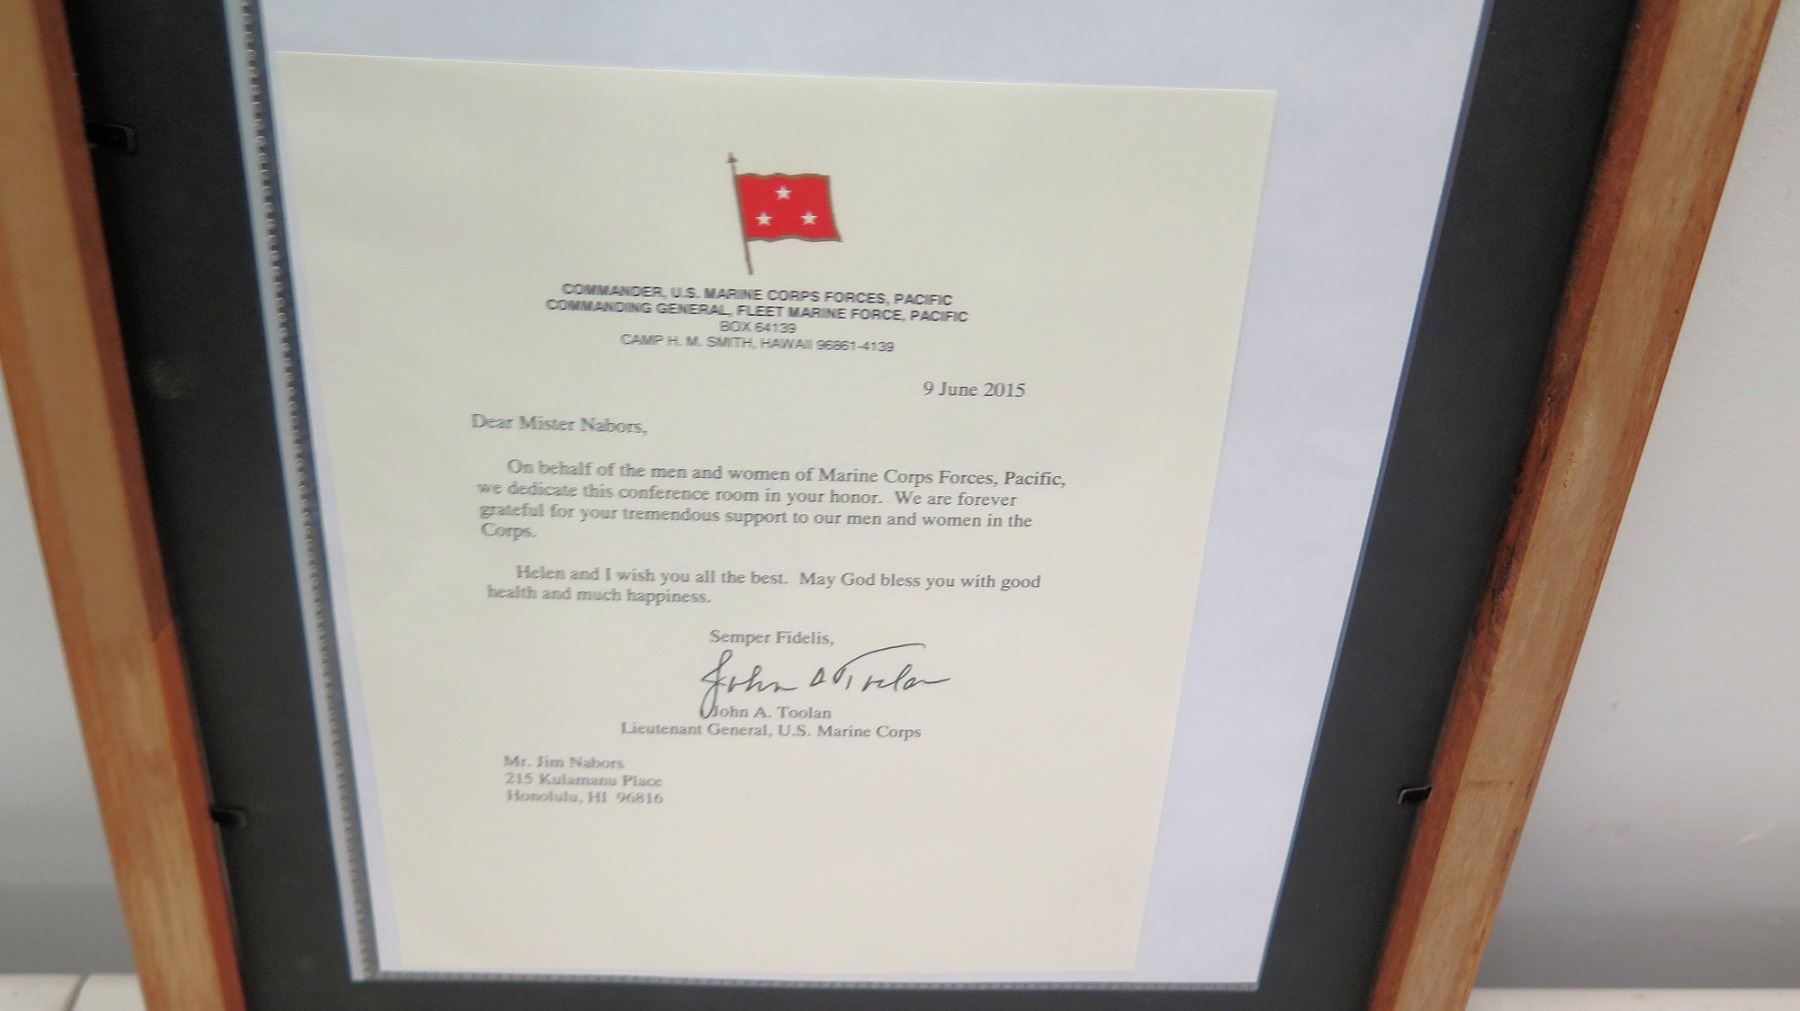 COMMANDER, U.S. MARINE CORPS FORCES, PACIFIC
COMMANDING GENERAL, FLEET MARINE FORCE, PACIFIC
BOX 64139
CAMP H. M. SMITH, HAWAII 96861-4139
9 June 2015
Dear Mister Nabors,
On behalf of the men and women of Marine Corps Forces, Pacific,
we dedicate this conference room in your honor. We are forever
grateful for your tremendous support to our men and women in the
Corps.
Helen and I wish you all the best. May God bless you with good
health and much happiness.
Semper Fidelis,
John A Toolan
John A. Toolan
Lieutenant General, U.S. Marine Corps
Mr. Jim Nabors
215 Kulamanu Place
Honolulu, HI 96816